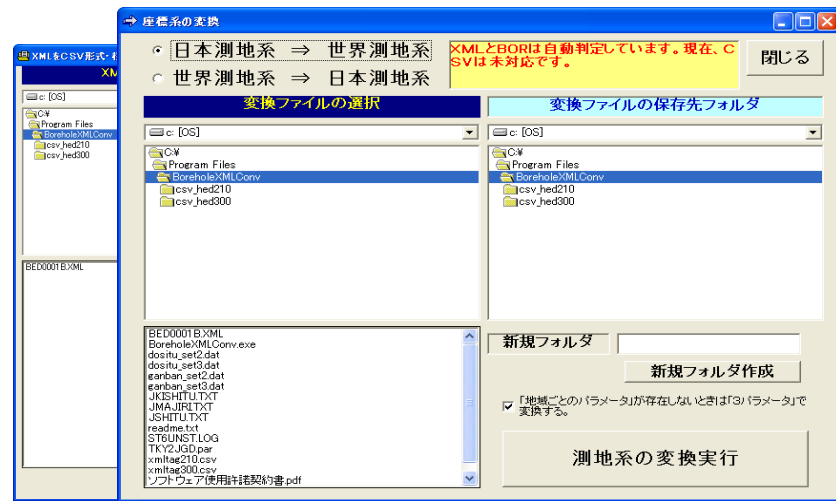 座標系の変換
日本測地系 ⇒ 世界測地系
世界測地系 ⇒ 日本測地系
XMLとBORIは自動判定しています。現在、C
SVは未対応です。
閉じる
変換ファイルの選択
変換ファイルの保存先フォルダ
c: [OS]
C:¥
Program Files
BoreholeXMLConv
csv_hed210
csv_hed300
c: [OS]
C:¥
Program Files
BoreholeXMLConv
csv_hed210
csv_hed300
BED0001B.XML
BoreholeXMLConv.exe
dositu_set2.dat
dositu_set3.dat
ganban_set2.dat
ganban_set3.dat
JKISHITU.TXT
JMAJIRI.TXT
JSHITU.TXT
readme.txt
ST6UNST.LOG
TKY2JGD.par
xmltag210.csv
xmltag300.csv
ソフトウェア使用許諾契約書.pdf
新規フォルダ
新規フォルダ作成
「地域ごとのパラメータ」が存在しないときは「3パラメータ」で
変換する。
測地系の変換実行
XMLをCSV形式・
XM
c: [OS]
C:¥
Program Files
BoreholeXMLConv
csv_hed210
csv_hed300
BED0001B.XML